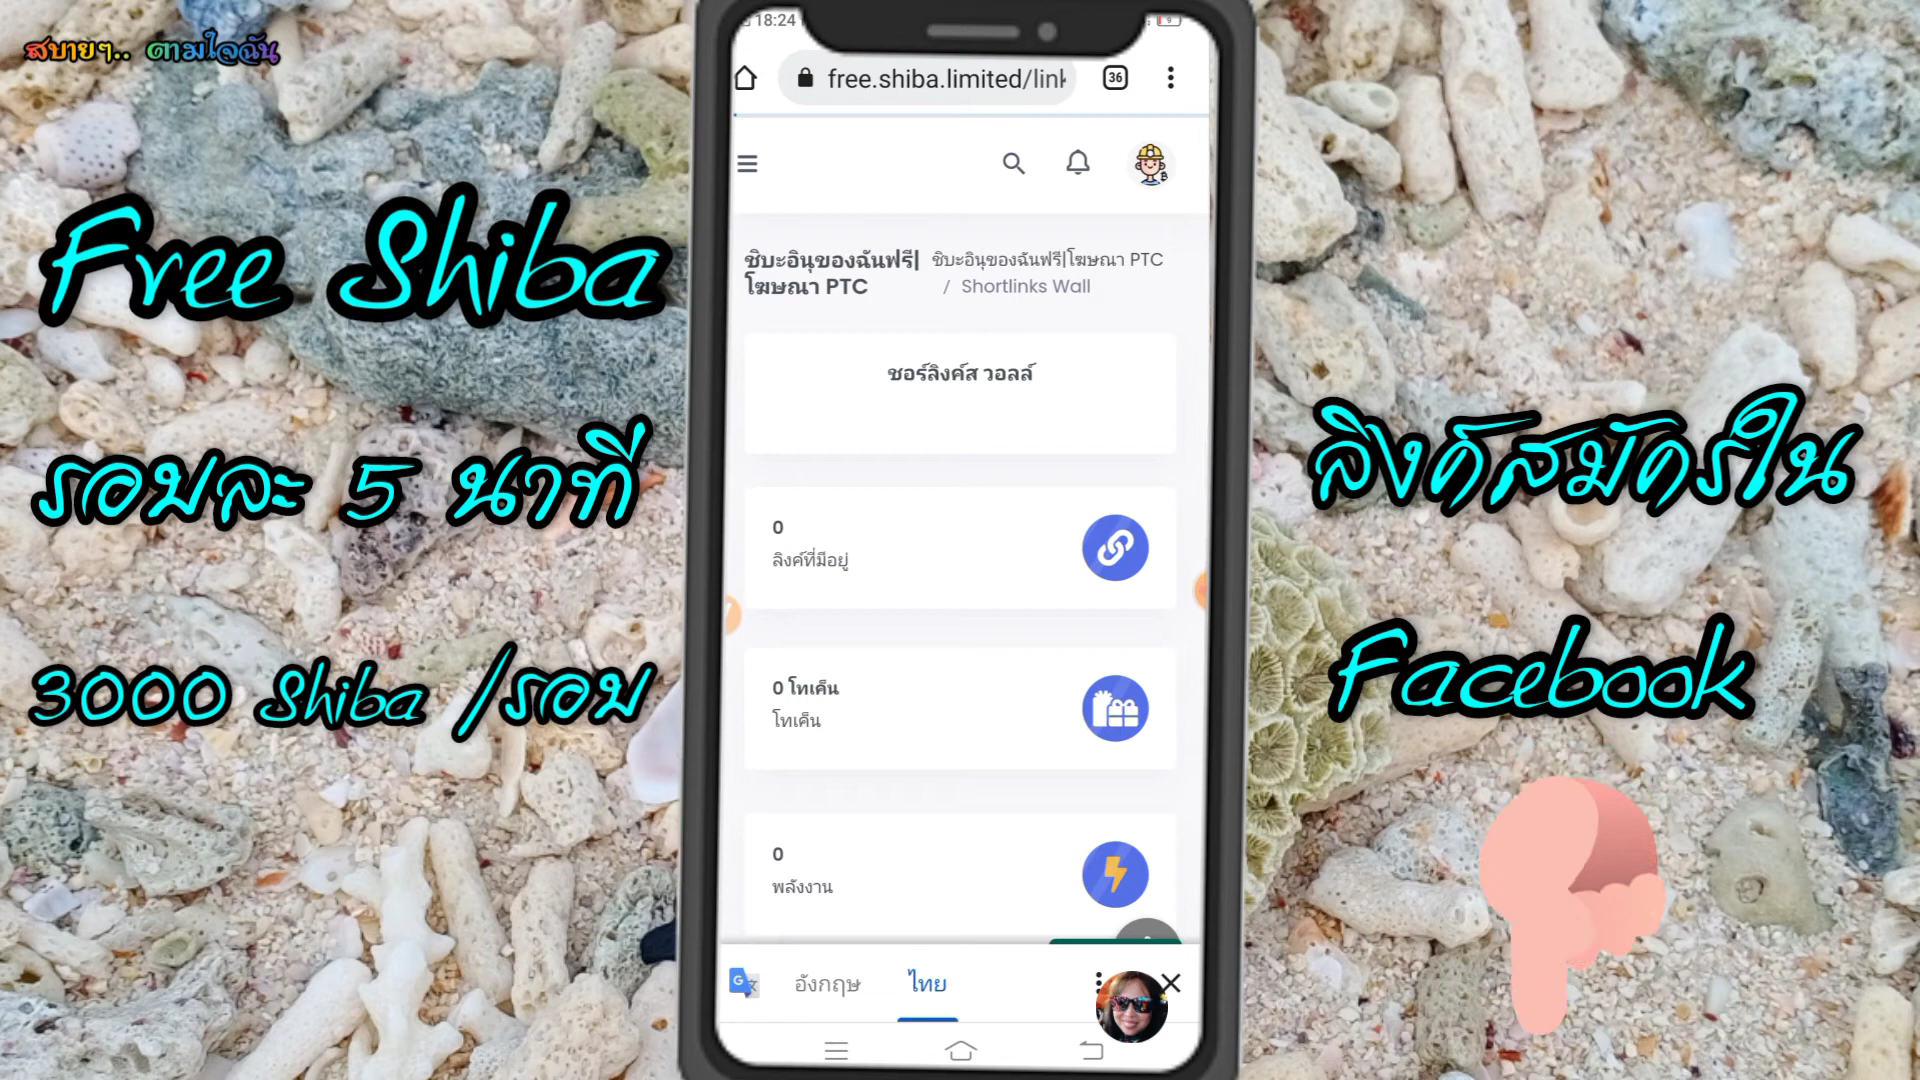 สบายๆ.. ตามใจฉัน
Free Shiba
รอบละ 5 นาที
3000 Shiba /รอบ
18:24
9
free.shiba.limited/link
36
ชิบะอินุของฉันฟรี|
โฆษณา PTC
ชิบะอินุของฉันฟรี|โฆษณา PTC
/ Shortlinks Wall
ชอร์ลิงค์ส วอลล์
0
ลิงค์ที่มีอยู่
0 โทเค็น
โทเค็น
0
พลังงาน
G
อังกฤษ
ไทย
ลิงค์สมัครใน
Facebook